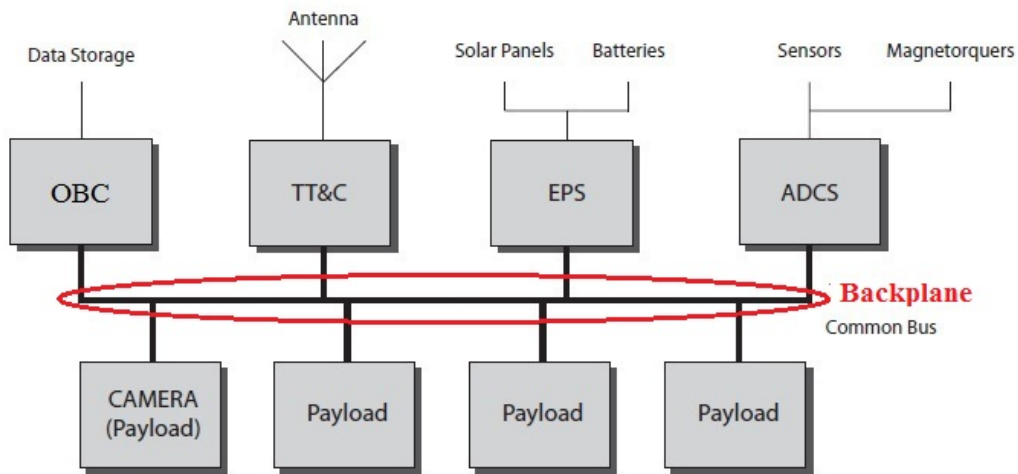 Antenna
Data Storage
Solar Panels
Batteries
Sensors
Magnetorquers
OBC
TT&C
EPS
ADCS
Backplane
Common Bus
CAMERA
(Payload)
Payload
Payload
Payload